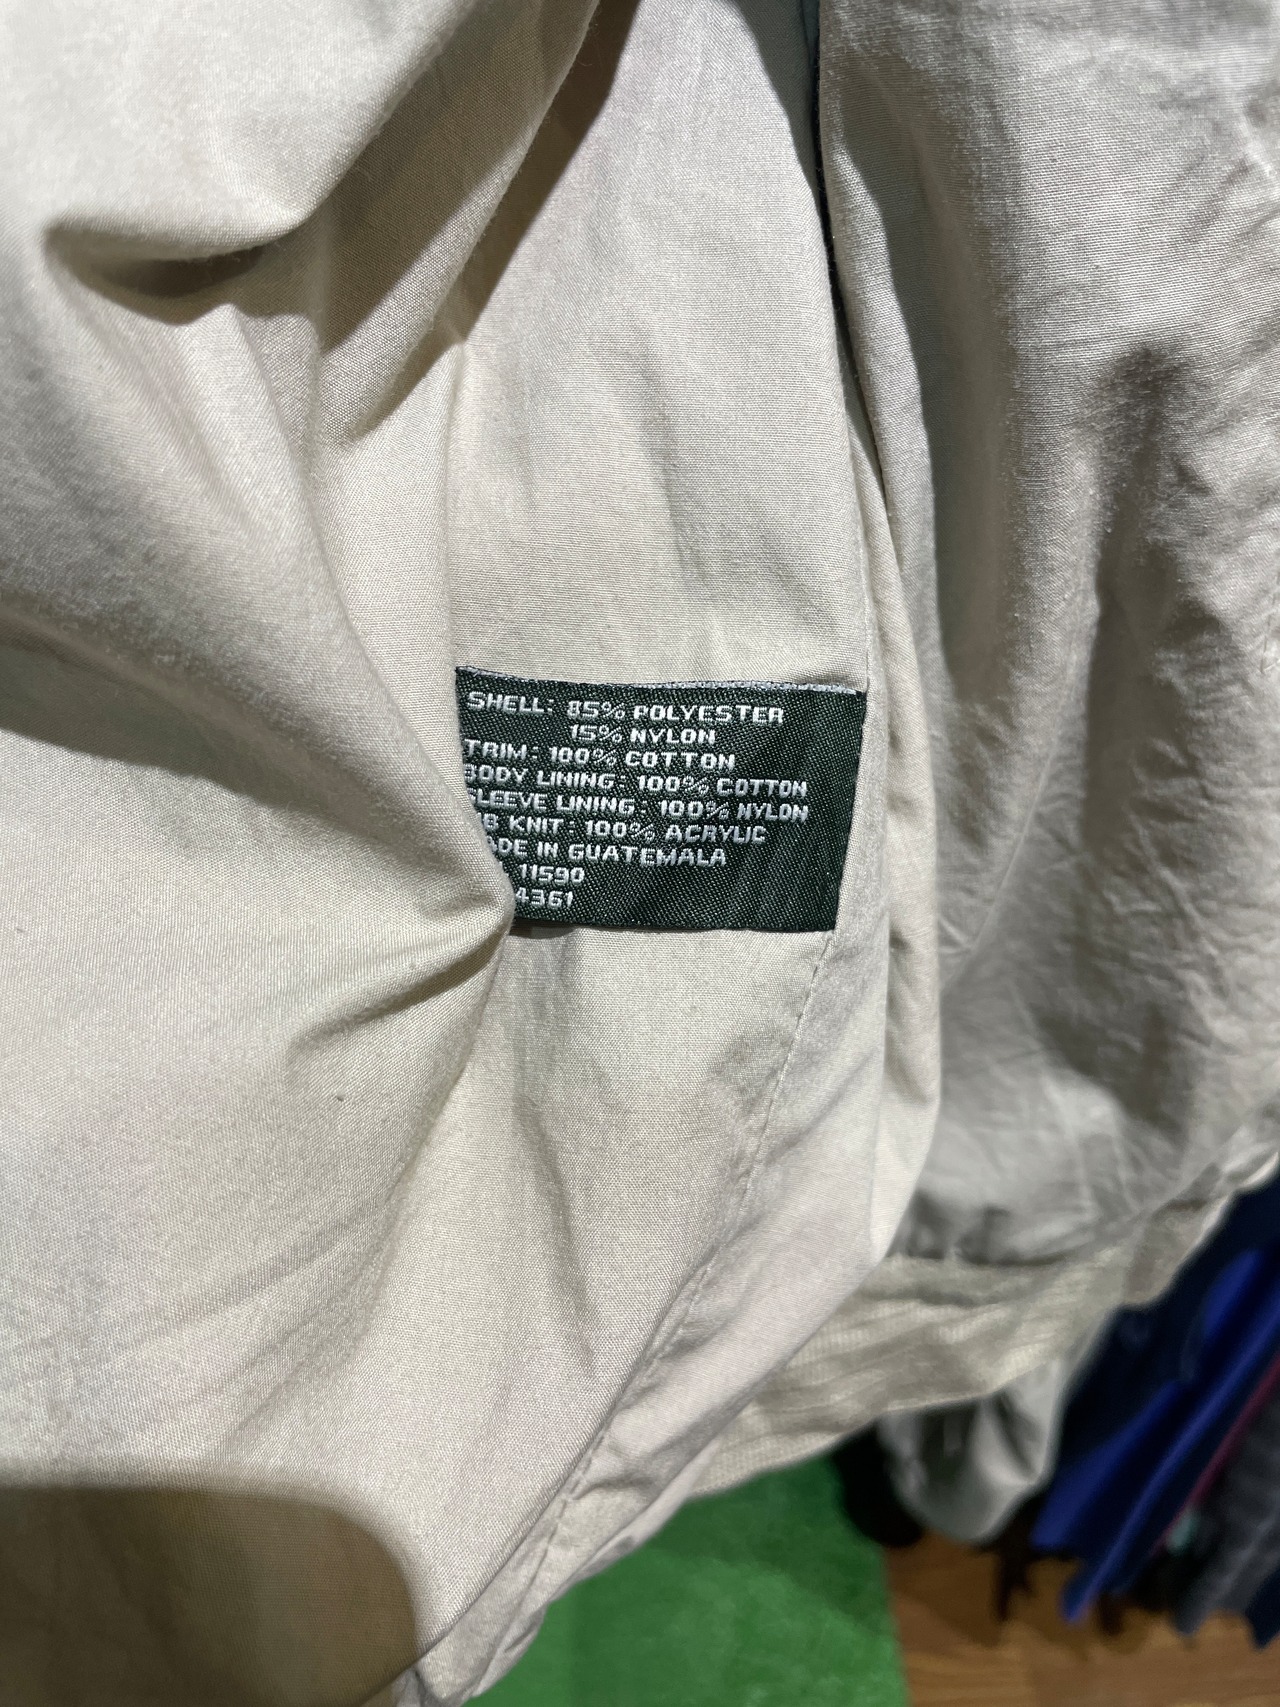 SHELL: 85% POLYESTER
15% NYLON
TRIM: 100% COTTON
BODY LINING: 100% COTTON
SLEEVE LINING: 100% NYLON
KNIT: 100% ACRYLIC
IN GUATEMALA
11590
4361